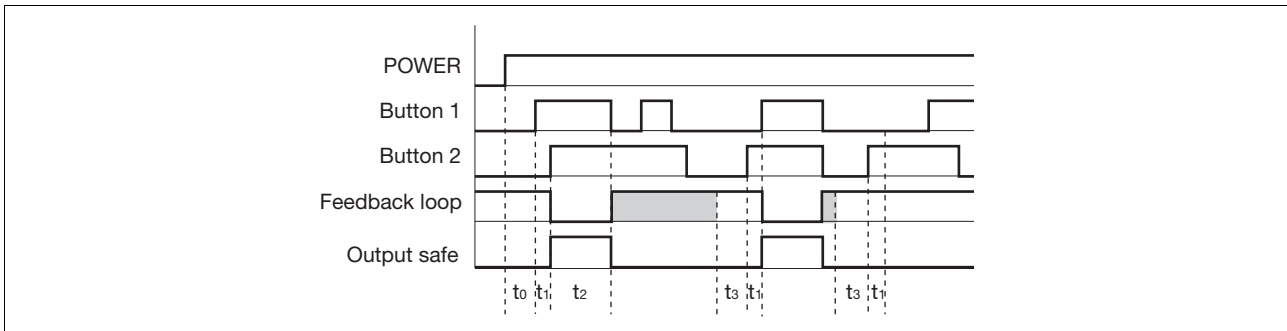 POWER
Button 1
Button 2
Feedback loop
Output safe
t0 t1 t2 t3 t1 t3 t1